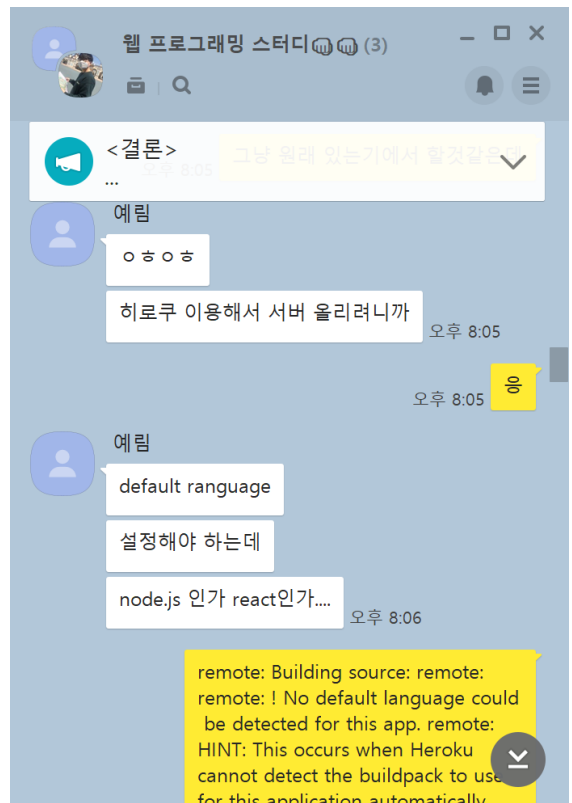 웹 프로그래밍 스터디👊👊 (3)
<결론>
...
그냥 원래 있는기에서 할것같은데
오후 8:05
예림
ㅇㅎㅇㅎ
히로쿠 이용해서 서버 올리려니까
오후 8:05
응
오후 8:05
예림
default ranguage
설정해야 하는데
node.js 인가 react인가....
오후 8:06
remote: Building source: remote:
remote: ! No default language could
be detected for this app. remote:
HINT: This occurs when Heroku
cannot detect the buildpack to use
for this application automatically